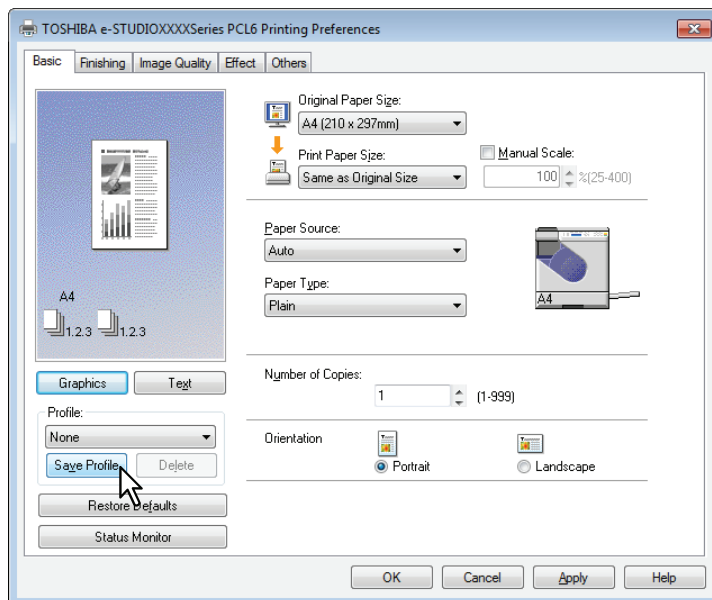 TOSHIBA e-STUDIOXXXXSeries PCL6 Printing Preferences
Basic Finishing Image Quality Effect Others
Original Paper Size:
A4 (210 x 297mm)
Print Paper Size:
Manual Scale:
Same as Original Size
100 %(25-400)
Paper Source:
Auto
Paper Type:
Plain
A4
A4
1.2.3 1.2.3
Graphics Text
Number of Copies:
1 (1-999)
Profile:
None
Save Profile Delete
Orientation
Portrait Landscape
Restore Defaults
Status Monitor
OK Cancel Apply Help